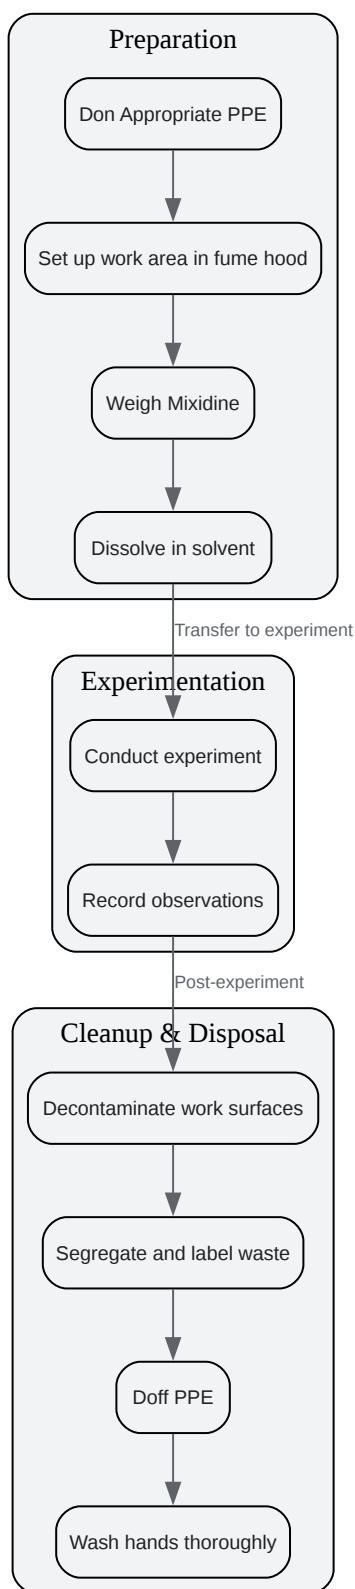 Preparation
Don Appropriate PPE
Set up work area in fume hood
Weigh Mixidine
Dissolve in solvent
Transfer to experiment
Experimentation
Conduct experiment
Record observations
Post-experiment
Cleanup & Disposal
Decontaminate work surfaces
Segregate and label waste
Doff PPE
Wash hands thoroughly